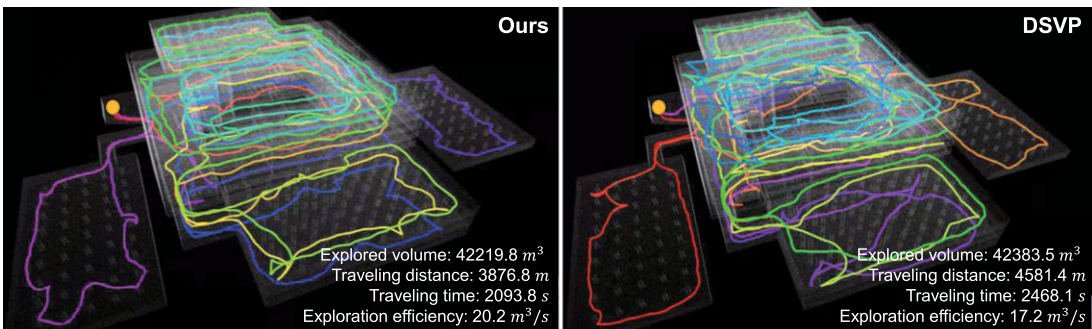 Ours
Explored volume: 42219.8 m³
Traveling distance: 3876.8 m
Traveling time: 2093.8 s
Exploration efficiency: 20.2 m³/s
DSVP
Explored volume: 42383.5 m³
Traveling distance: 4581.4 m
Traveling time: 2468.1 s
Exploration efficiency: 17.2 m³/s